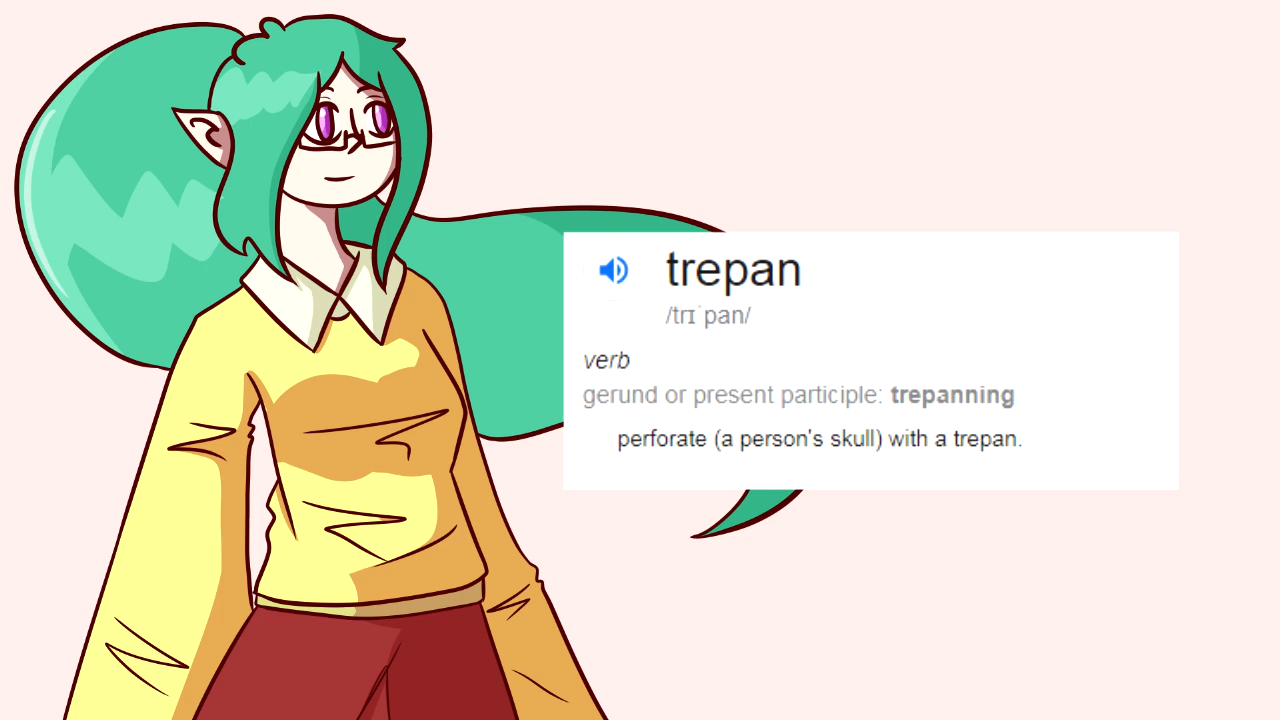 trepan
/trɪˈpan/
verb
gerund or present participle: trepanning
perforate (a person's skull) with a trepan.